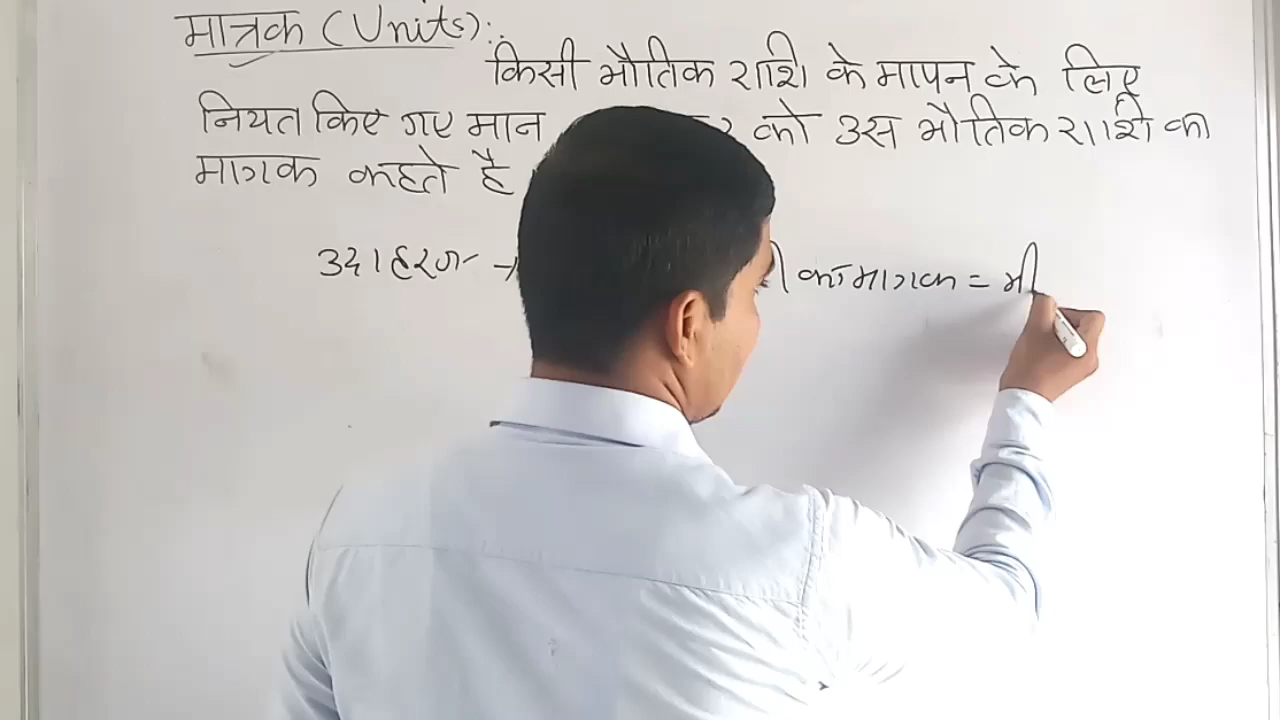 मात्रक (Units):
किसी भौतिक राशि के मापन के लिए
नियत किए गए मान को उस भौतिक राशि का
मात्रक कहते है
उदाहरण → का मात्रक = मी